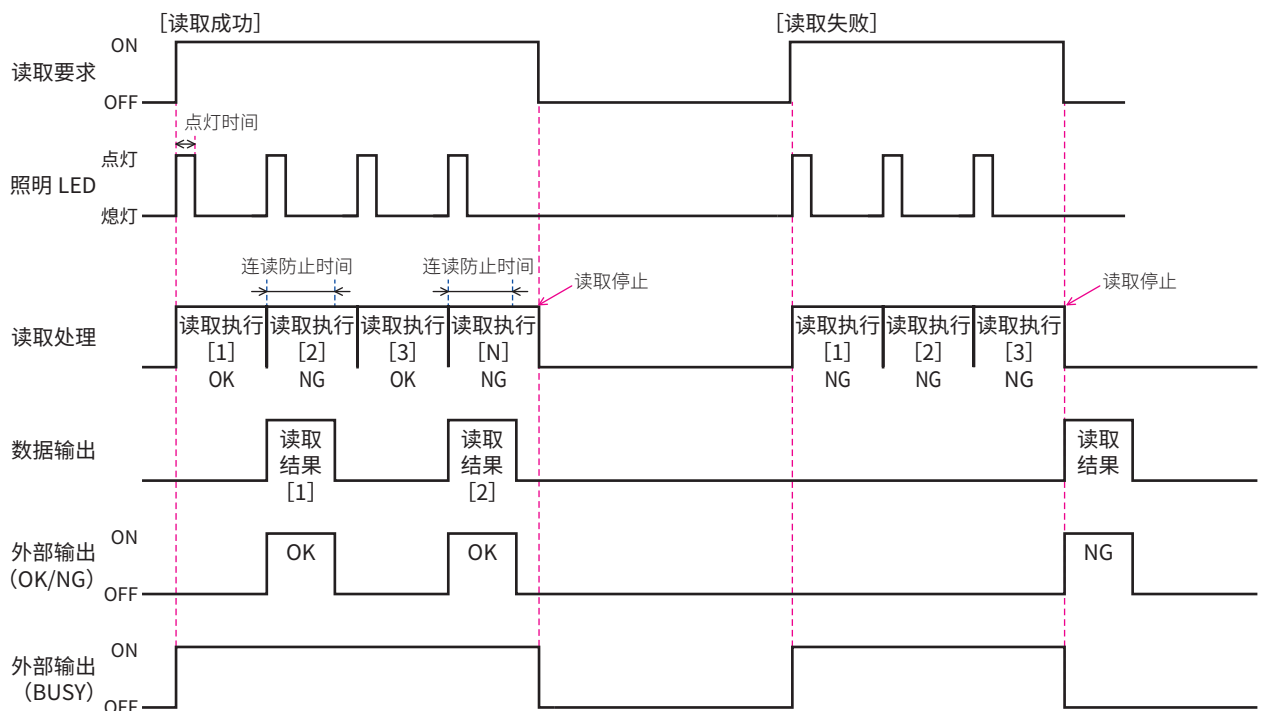 ［读取成功］
［读取失败］
ON
读取要求
OFF
点灯时间
点灯
照明 LED
熄灯
连读防止时间
连读防止时间
读取停止
读取停止
读取处理
读取执行
［1］
OK
读取执行
［2］
NG
读取执行
［3］
OK
读取执行
［N］
NG
读取执行
［1］
NG
读取执行
［2］
NG
读取执行
［3］
NG
数据输出
读取
结果
［1］
读取
结果
［2］
读取
结果
ON
外部输出
（OK/NG）
OFF
OK
OK
NG
ON
外部输出
（BUSY）
OFF